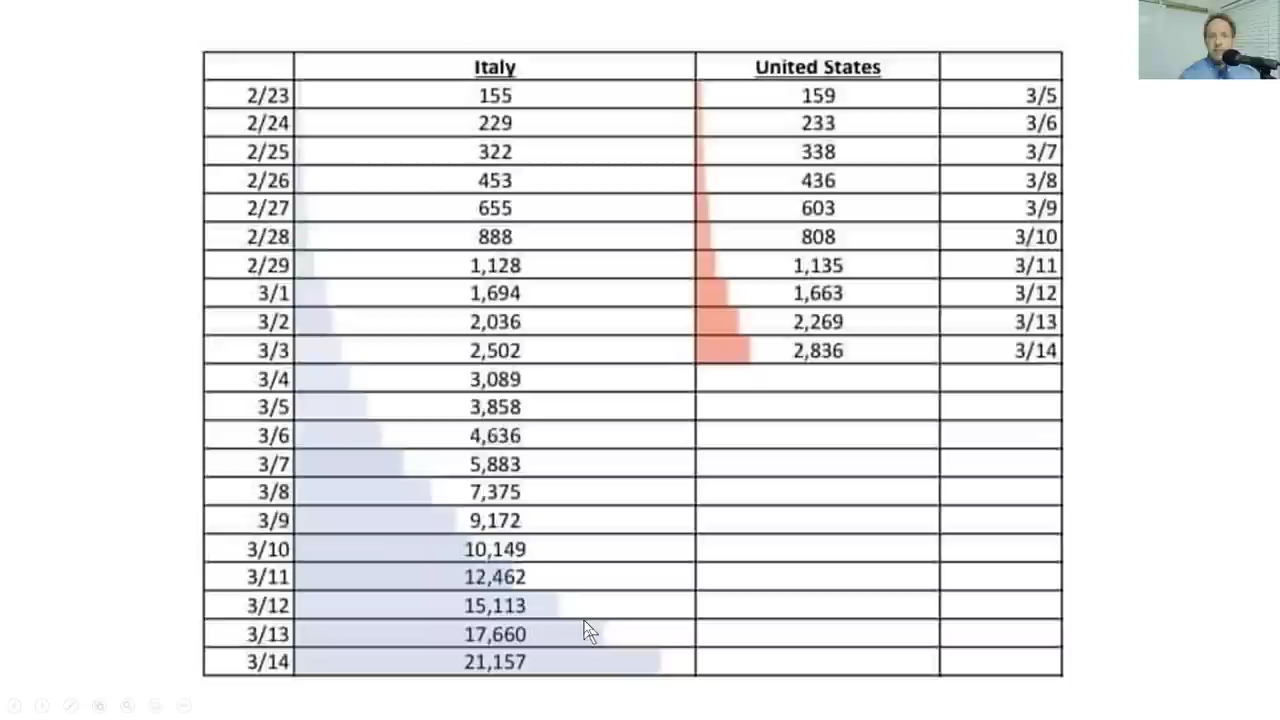 Italy United States
2/23 155 159 3/5
2/24 229 233 3/6
2/25 322 338 3/7
2/26 453 436 3/8
2/27 655 603 3/9
2/28 888 808 3/10
2/29 1,128 1,135 3/11
3/1 1,694 1,663 3/12
3/2 2,036 2,269 3/13
3/3 2,502 2,836 3/14
3/4 3,089
3/5 3,858
3/6 4,636
3/7 5,883
3/8 7,375
3/9 9,172
3/10 10,149
3/11 12,462
3/12 15,113
3/13 17,660
3/14 21,157